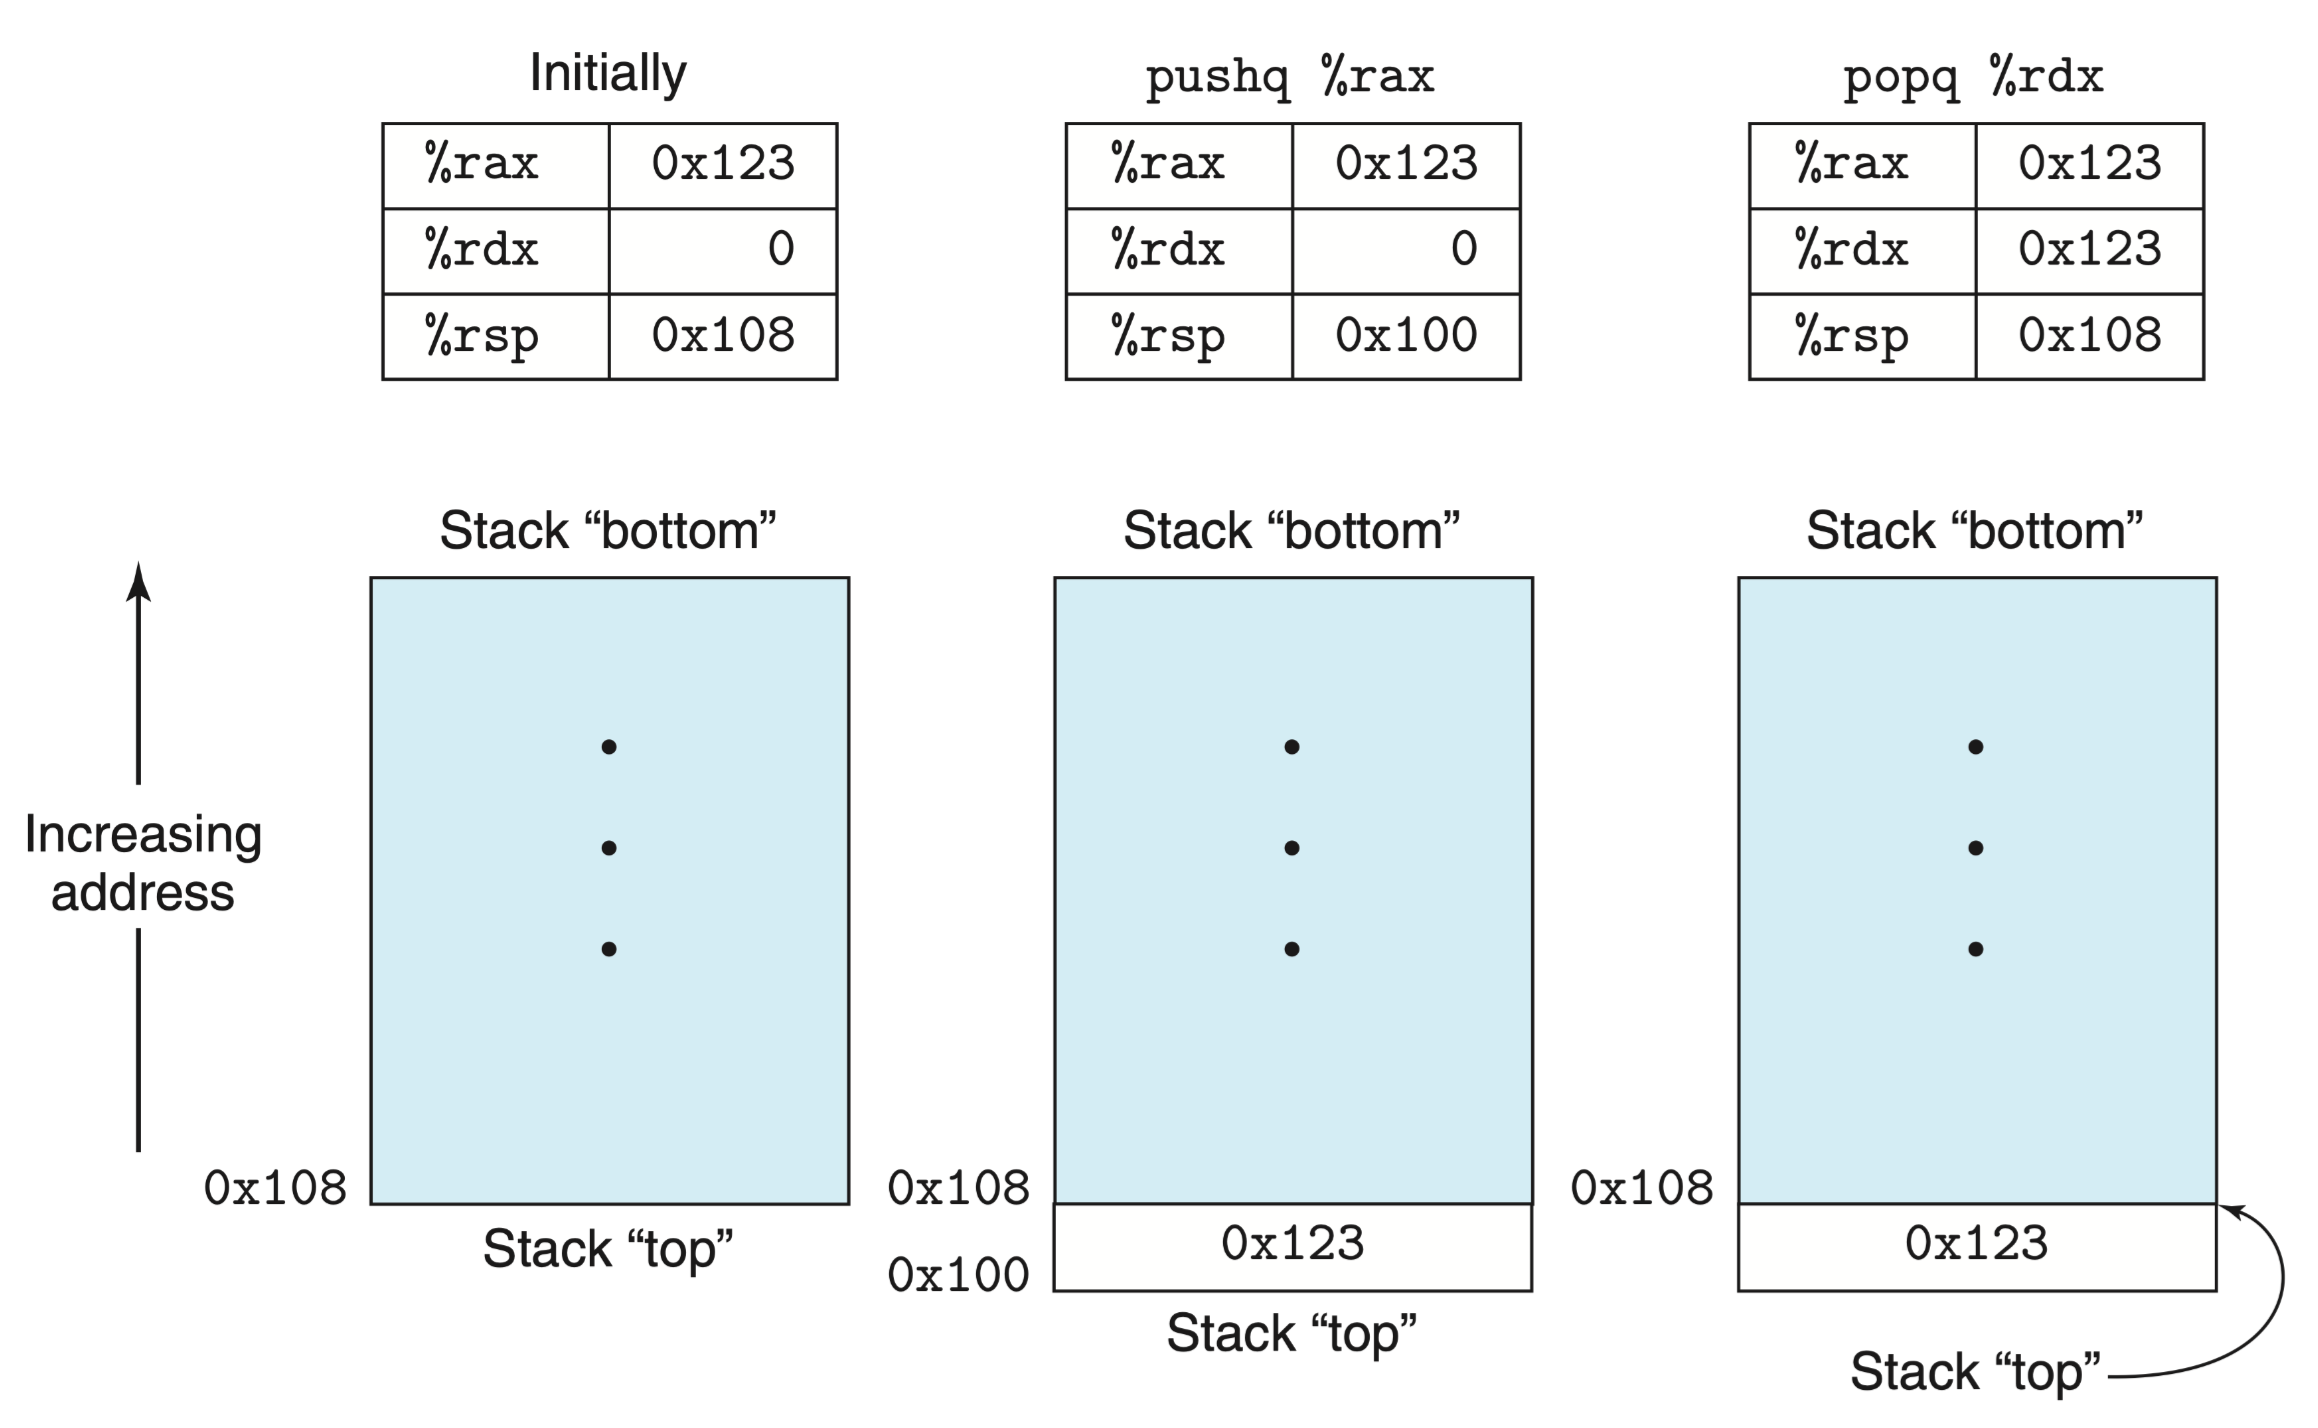 Initially
%rax 0x123
%rdx 0
%rsp 0x108
pushq %rax
%rax 0x123
%rdx 0
%rsp 0x100
popq %rdx
%rax 0x123
%rdx 0x123
%rsp 0x108
Increasing
address
Stack “bottom”
0x108
Stack “top”
Stack “bottom”
0x108
0x123
0x100
Stack “top”
Stack “bottom”
0x108
0x123
Stack “top”